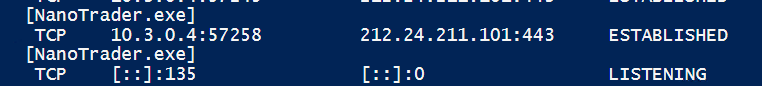 [NanoTrader.exe]
TCP    10.3.0.4:57258    212.24.211.101:443    ESTABLISHED
[NanoTrader.exe]
TCP    [::]:135    [::]:0    LISTENING